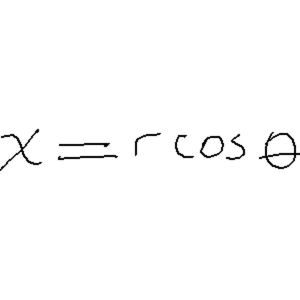 x = r cos θ